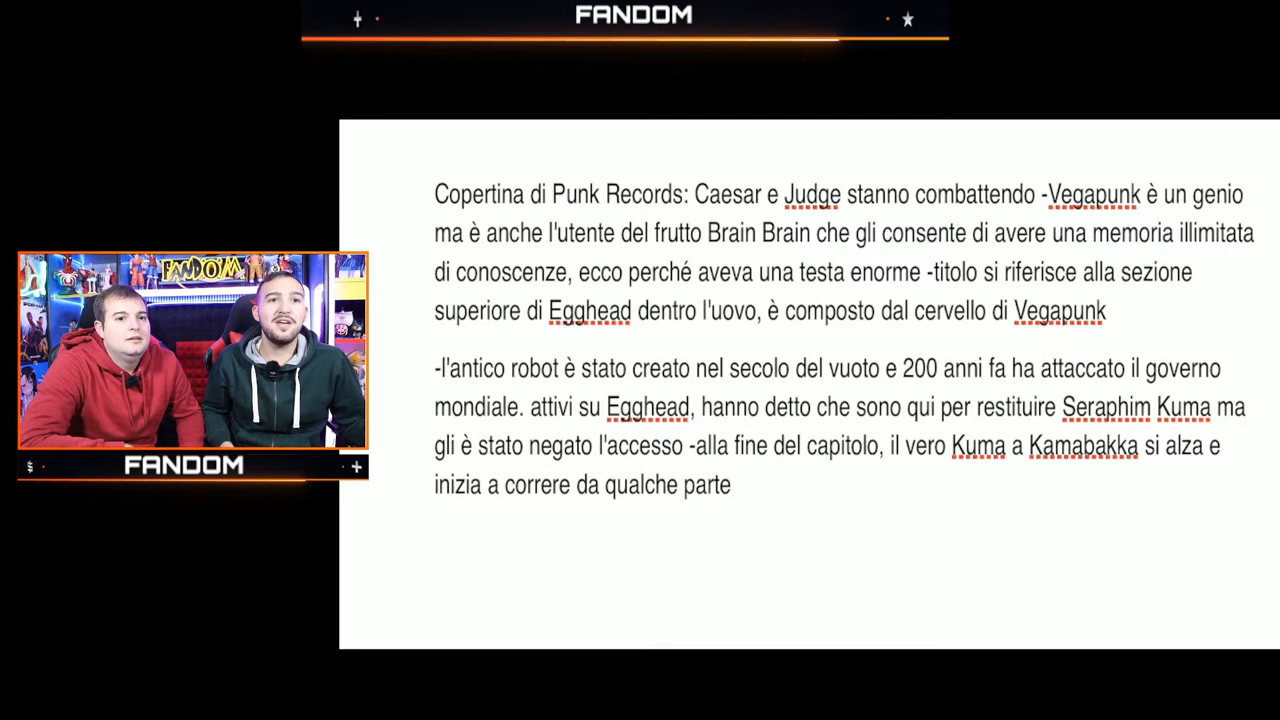 FANDOM
Copertina di Punk Records: Caesar e Judge stanno combattendo -Vegapunk è un genio
ma è anche l'utente del frutto Brain Brain che gli consente di avere una memoria illimitata
di conoscenze, ecco perché aveva una testa enorme -titolo si riferisce alla sezione
superiore di Egghead dentro l'uovo, è composto dal cervello di Vegapunk
-l'antico robot è stato creato nel secolo del vuoto e 200 anni fa ha attaccato il governo
mondiale. attivi su Egghead, hanno detto che sono qui per restituire Seraphim Kuma ma
gli è stato negato l'accesso -alla fine del capitolo, il vero Kuma a Kamabakka si alza e
inizia a correre da qualche parte
FANDOM
$ FANDOM